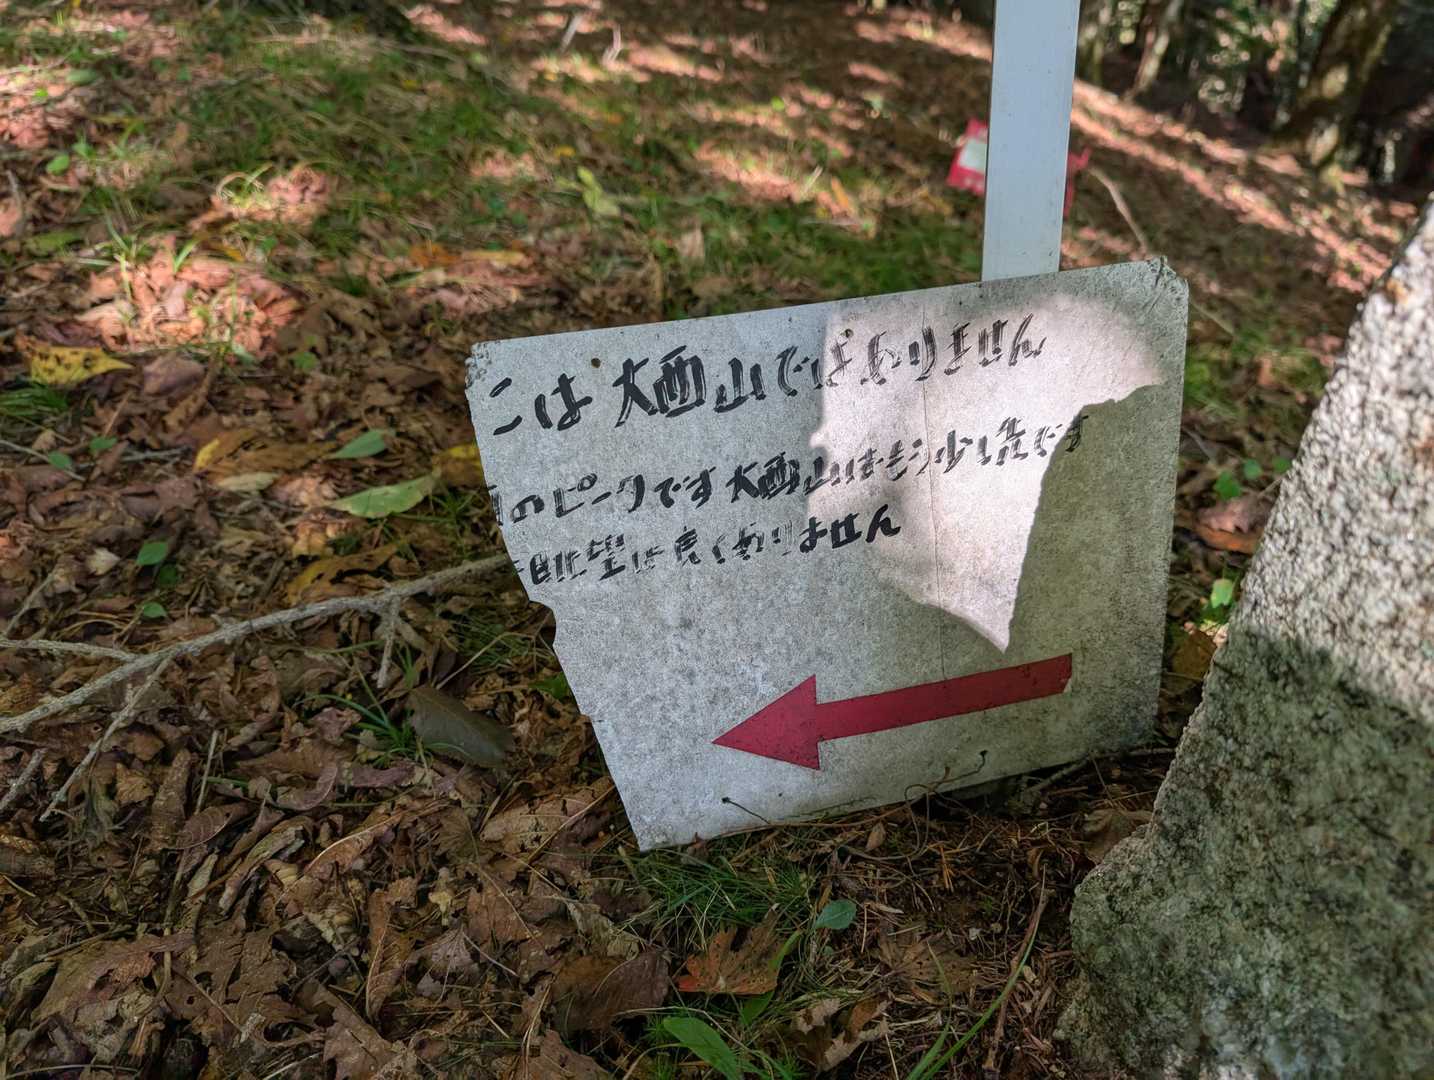 こは 大西山ではありません
のピークです 大西山はもう少し先です
眺望は良くありません